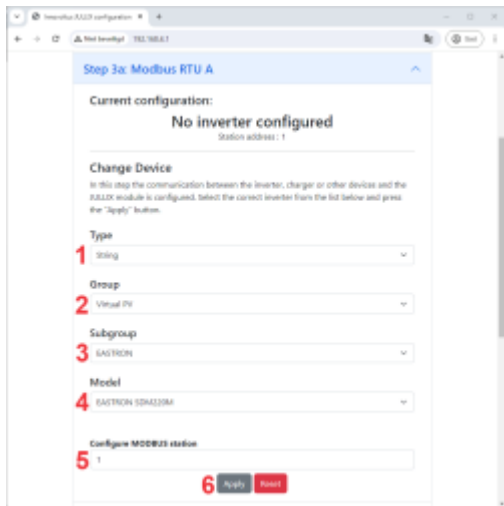 Step 3a: Modbus RTU A
Current configuration:
No inverter configured
Station address: 1
Change Device
In this step the communication between the inverter, charger or other devices and the
module is configured. Select the correct inverter from the list below and press
the "Apply" button.
Type
1 String
Group
2 Virtual PV
Subgroup
3 EASTRON
Model
4 EASTRON SDM220M
Configure MODBUS station
5 1
6 Apply Reset